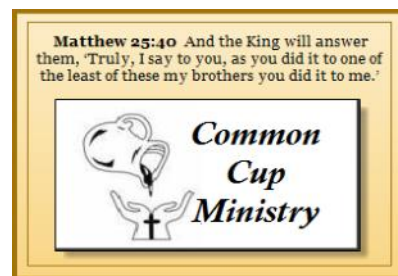 Matthew 25:40 And the King will answer
them, ‘Truly, I say to you, as you did it to one of
the least of these my brothers you did it to me.’
Common
Cup
Ministry